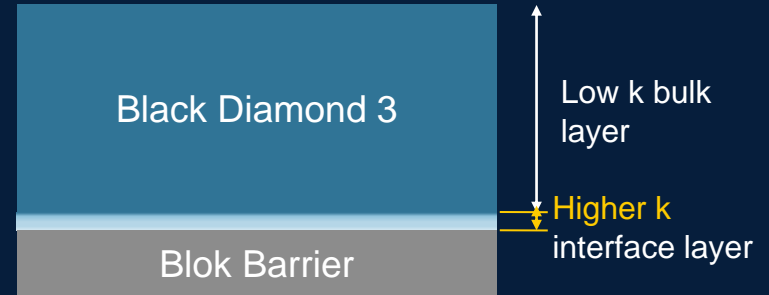 Black Diamond 3
Low k bulk
layer
Higher k
interface layer
Blok Barrier